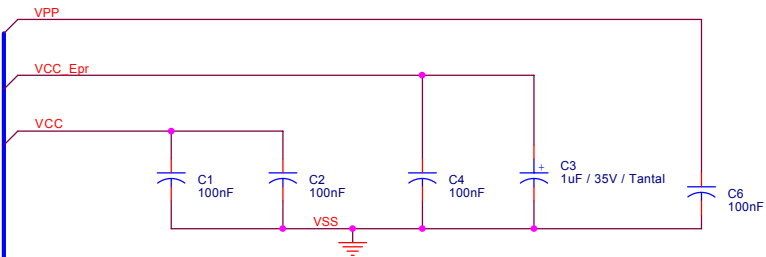 VPP
VCC_Epr
VCC
C1
100nF
C2
100nF
C4
100nF
+
C3
1uF / 35V / Tantal
C6
100nF
VSS